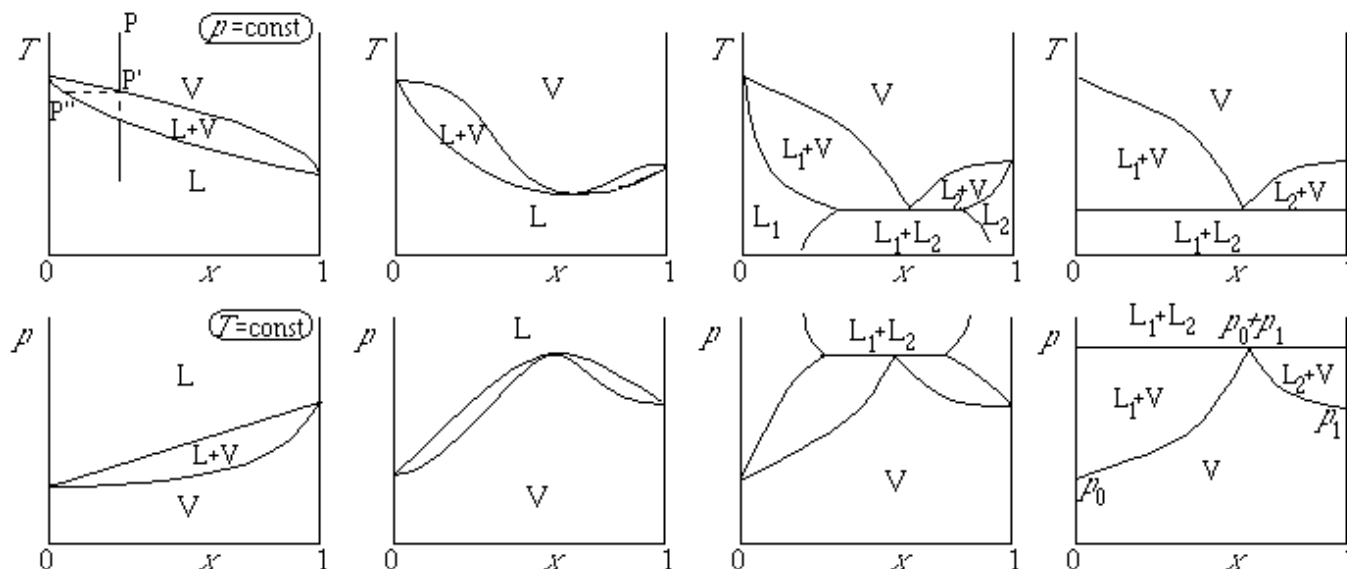 P
p=const
T
P'
V
P"
L+V
L
0
x
1
T
V
L+V
L
0
x
1
T
V
L₁+V
L₂+V
L₁
L₂
L₁+L₂
0
x
1
T
V
L₁+V
L₂+V
L₁+L₂
0
x
1
p
T=const
L
L+V
V
0
x
1
p
L
V
0
x
1
p
L₁+L₂
V
0
x
1
p
L₁+L₂
p₀+p₁
L₂+V
L₁+V
p₁
p₀
V
0
x
1